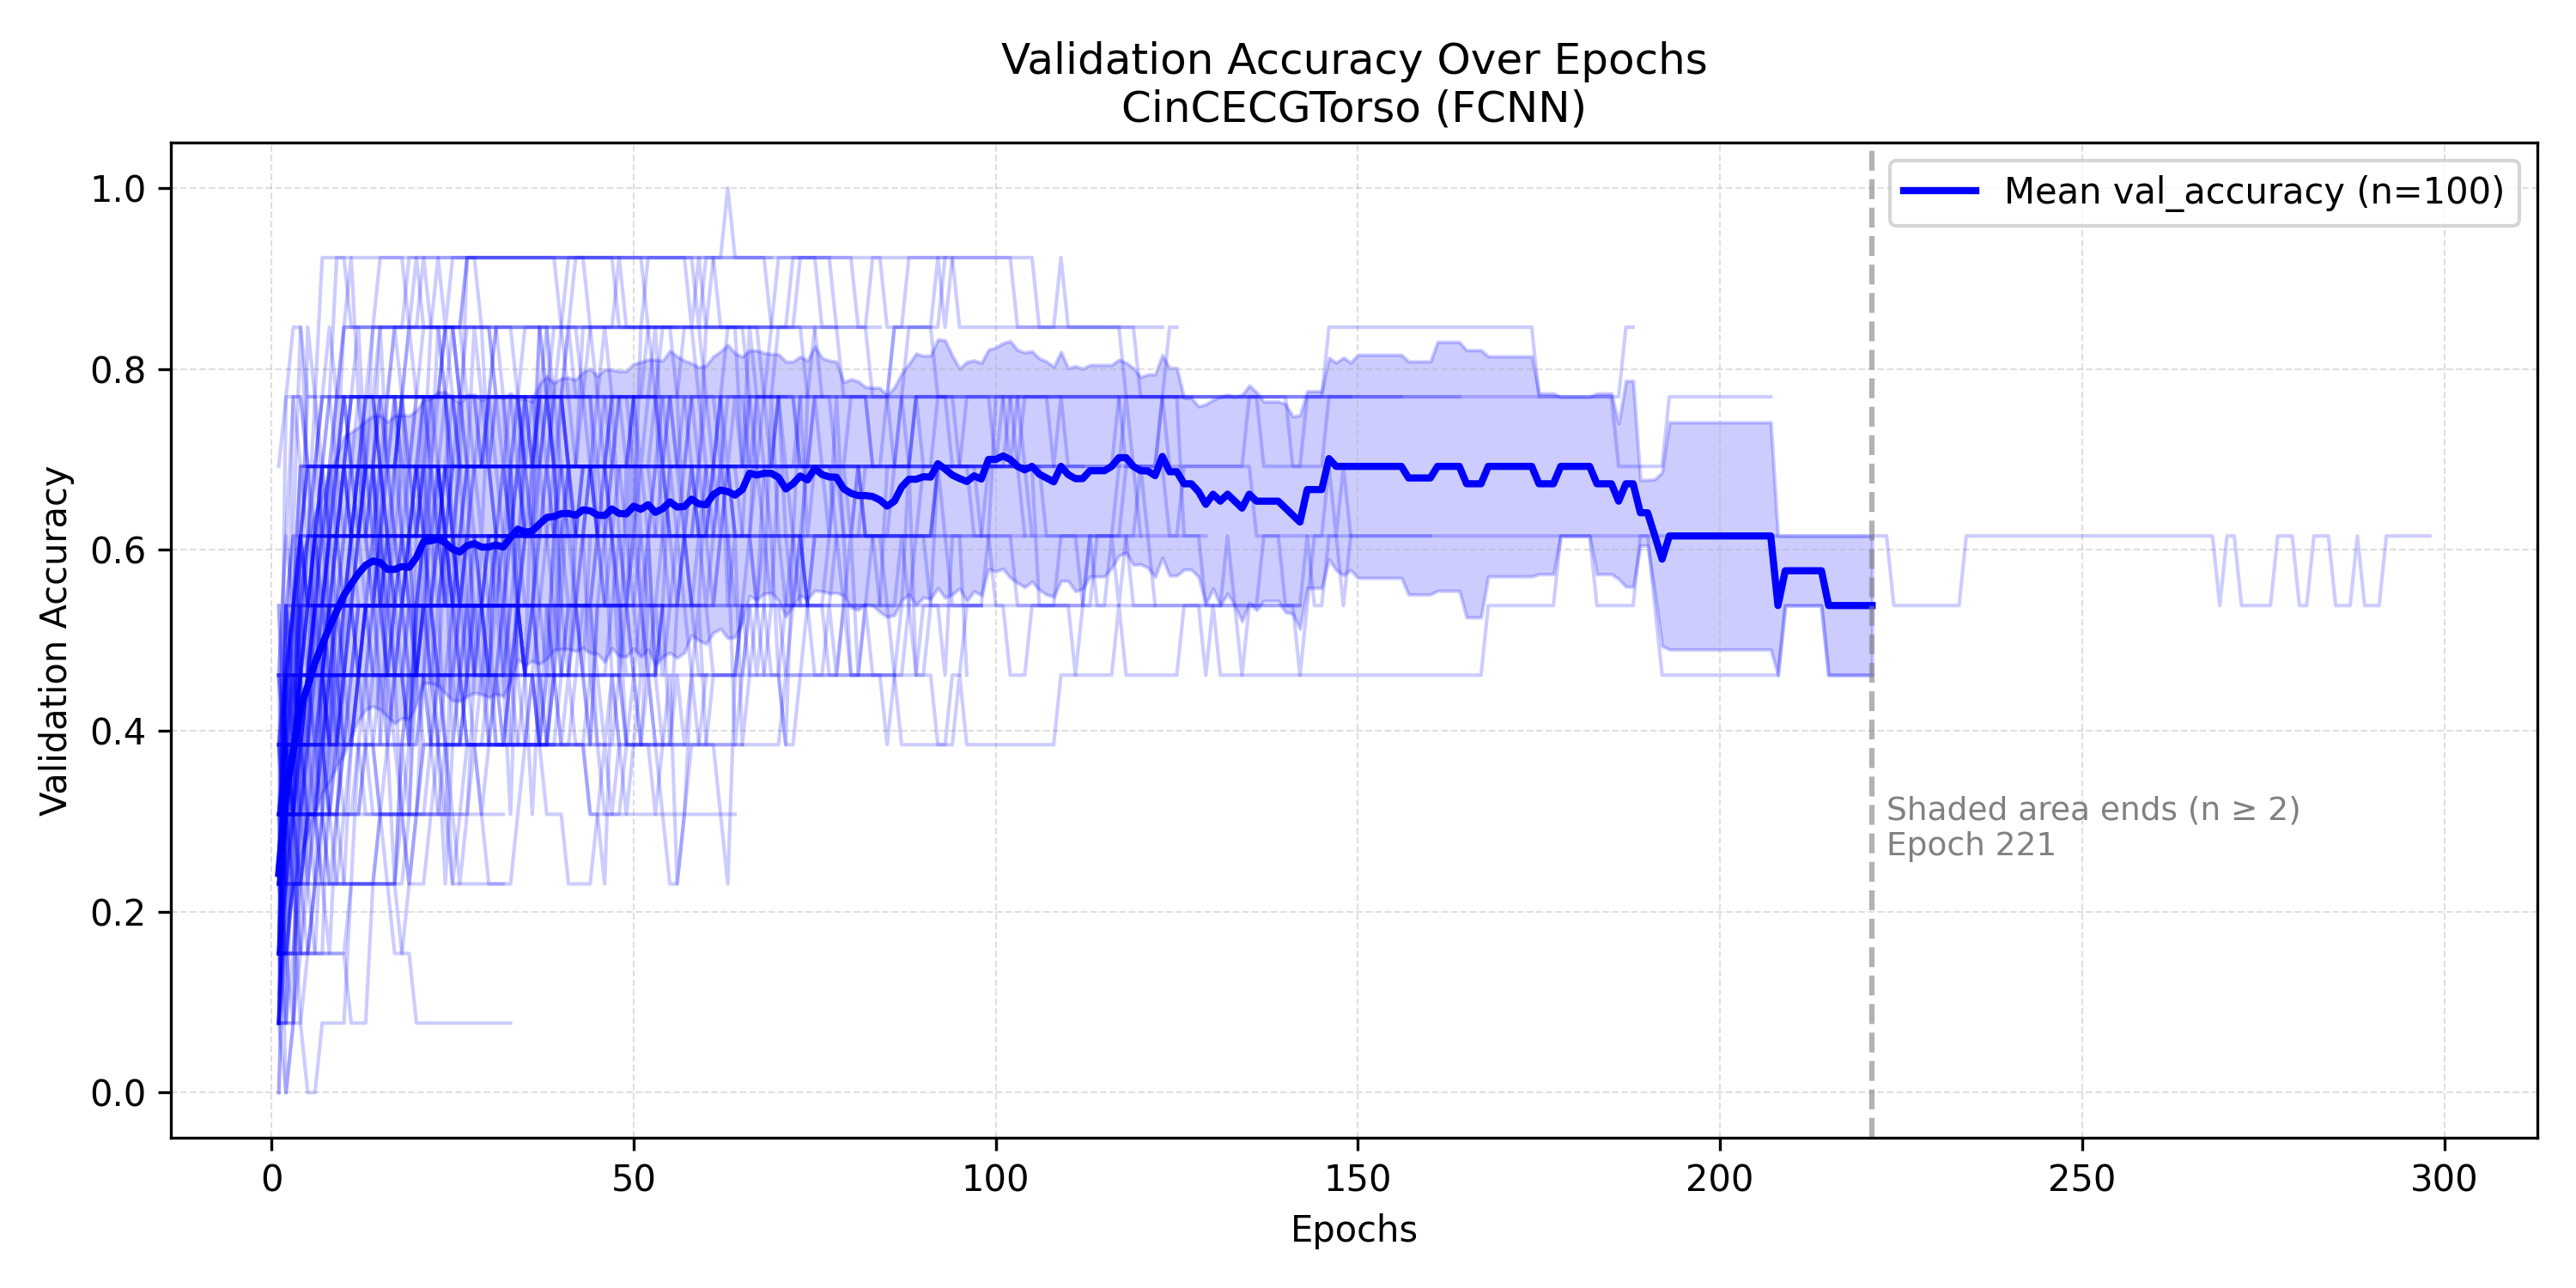 Validation Accuracy Over Epochs
CinCECGTorso (FCNN)
Mean val_accuracy (n=100)
1.0
0.8
0.6
0.4
0.2
0.0
Validation Accuracy
Shaded area ends (n ≥ 2)
Epoch 221
0 50 100 150 200 250 300
Epochs